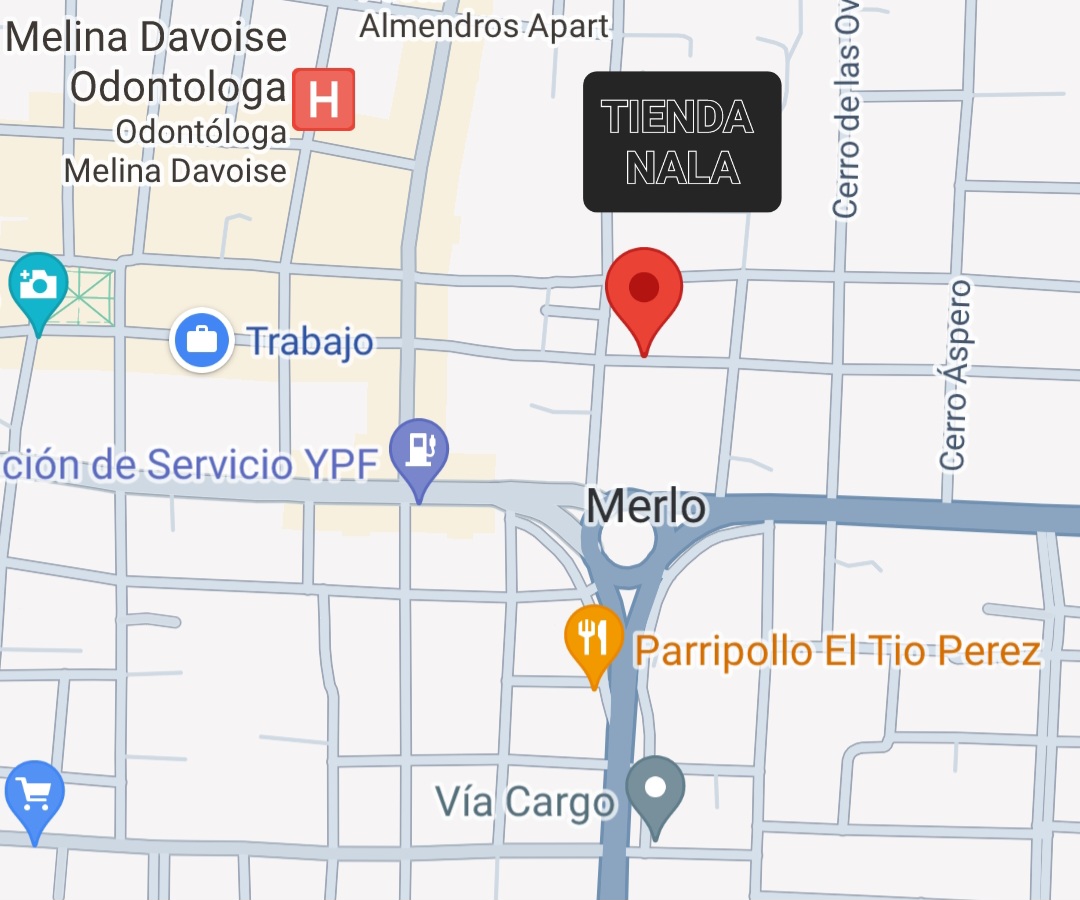 Almendros Apart
Melina Davoise
Odontologa
Odontóloga
Melina Davoise
H
TIENDA
NALA
Cerro de las Ov
Trabajo
Cerro Áspero
ción de Servicio YPF
Merlo
Parripollo El Tio Perez
Vía Cargo